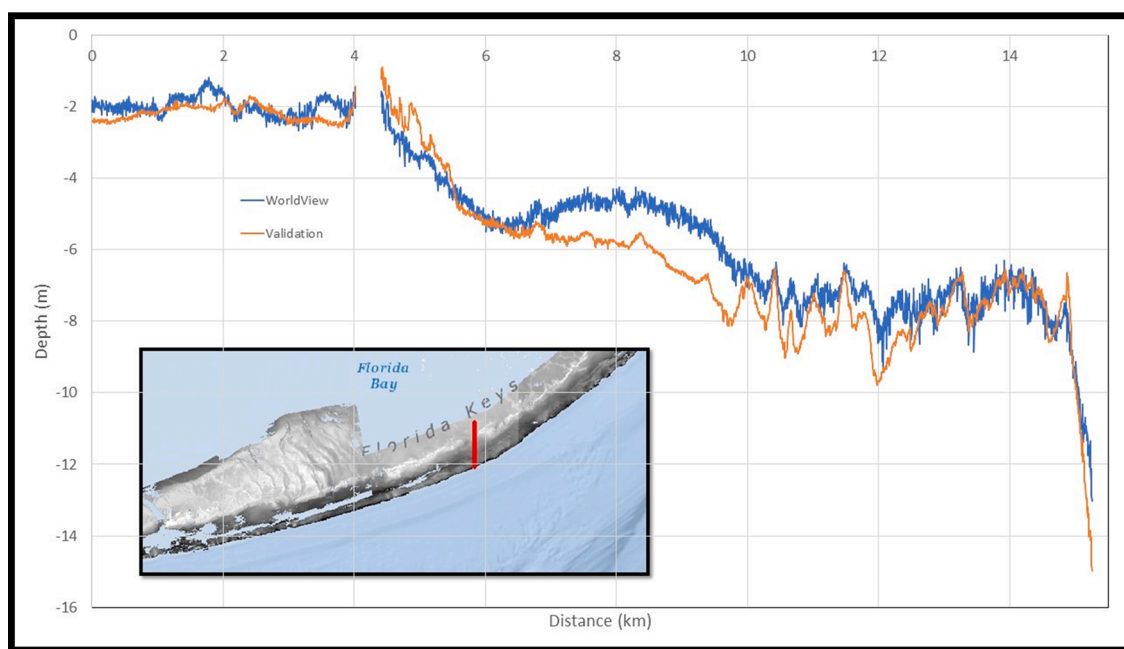 0
0 2 4 6 8 10 12 14
-2
-4
WorldView
Validation
-6
-8
-10
-12
-14
-16
Depth (m)
Distance (km)
Florida
Bay
Florida Keys